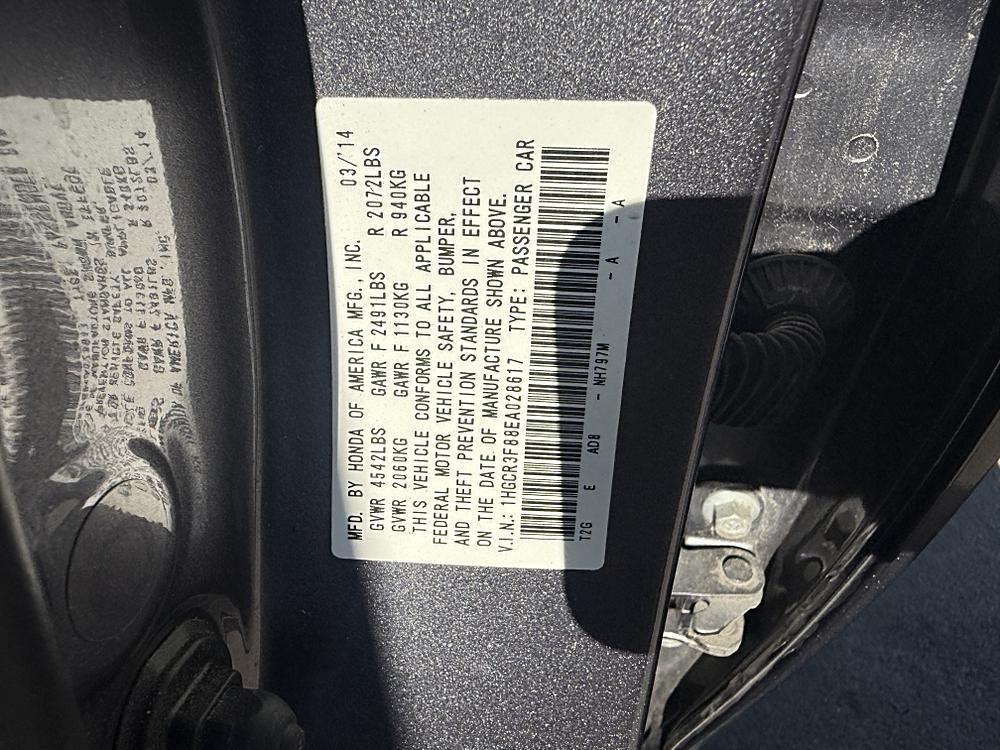 MFD. BY HONDA OF AMERICA MFG., INC. 03/'14
GVWR 4542LBS GAWR F 2491LBS R 2072LBS
GVWR 2060KG GAWR F 1130KG R 940KG
THIS VEHICLE CONFORMS TO ALL APPLICABLE
FEDERAL MOTOR VEHICLE SAFETY, BUMPER,
AND THEFT PREVENTION STANDARDS IN EFFECT
ON THE DATE OF MANUFACTURE SHOWN ABOVE.
V.I.N.: 1HGCR3F88EA028617 TYPE: PASSENGER CAR
T2G E AD8 - NH797M - A - A